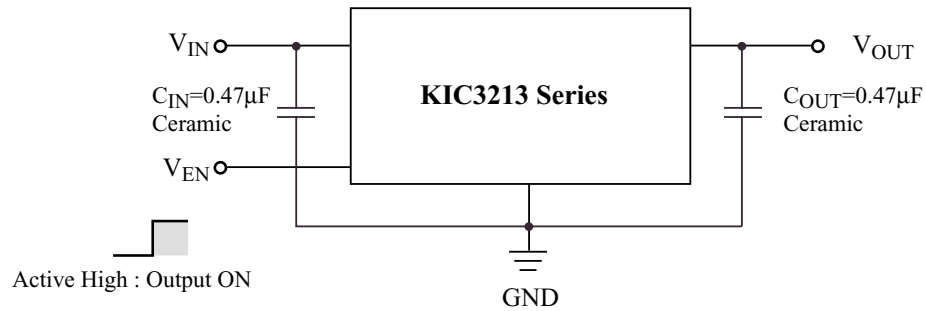 VIN
VOUT
CIN=0.47μF
Ceramic
KIC3213 Series
COUT=0.47μF
Ceramic
VEN
Active High : Output ON
GND